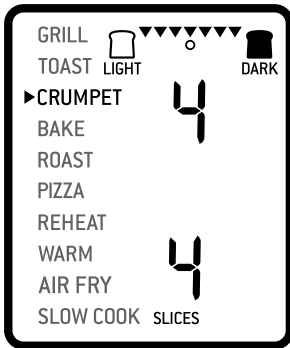 GRILL
TOAST LIGHT DARK
CRUMPET 4
BAKE
ROAST
PIZZA
REHEAT
WARM 4
AIR FRY
SLOW COOK SLICES